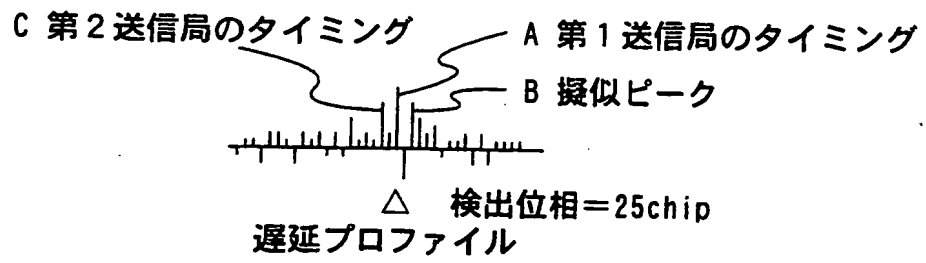 C 第2送信局のタイミング
A 第1送信局のタイミング
B 擬似ピーク
△ 検出位相=25chip
遅延プロファイル